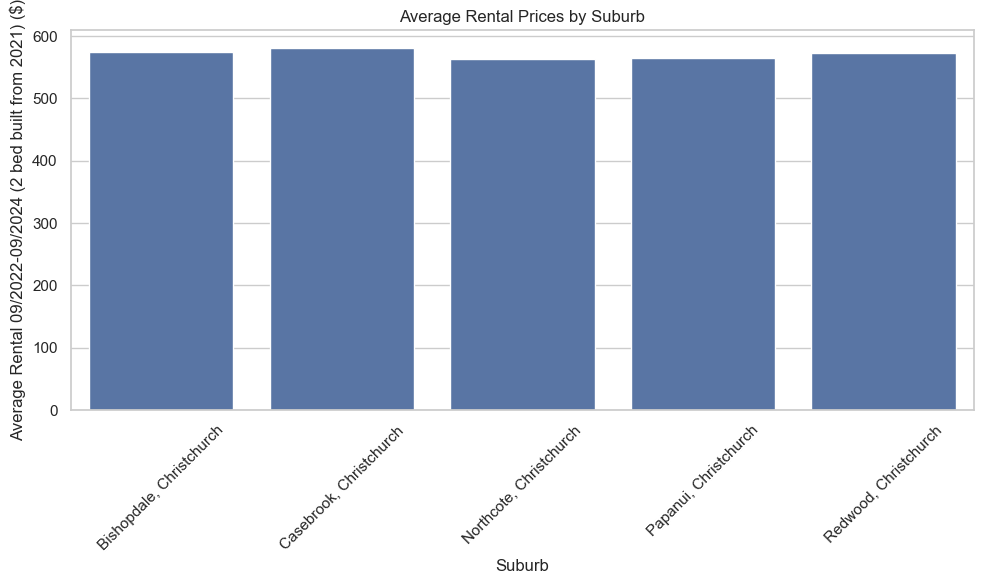 Average Rental Prices by Suburb
Average Rental 09/2022-09/2024 (2 bed built from 2021) ($)
600
500
400
300
200
100
0
Bishopdale, Christchurch
Casebrook, Christchurch
Northcote, Christchurch
Papanui, Christchurch
Redwood, Christchurch
Suburb